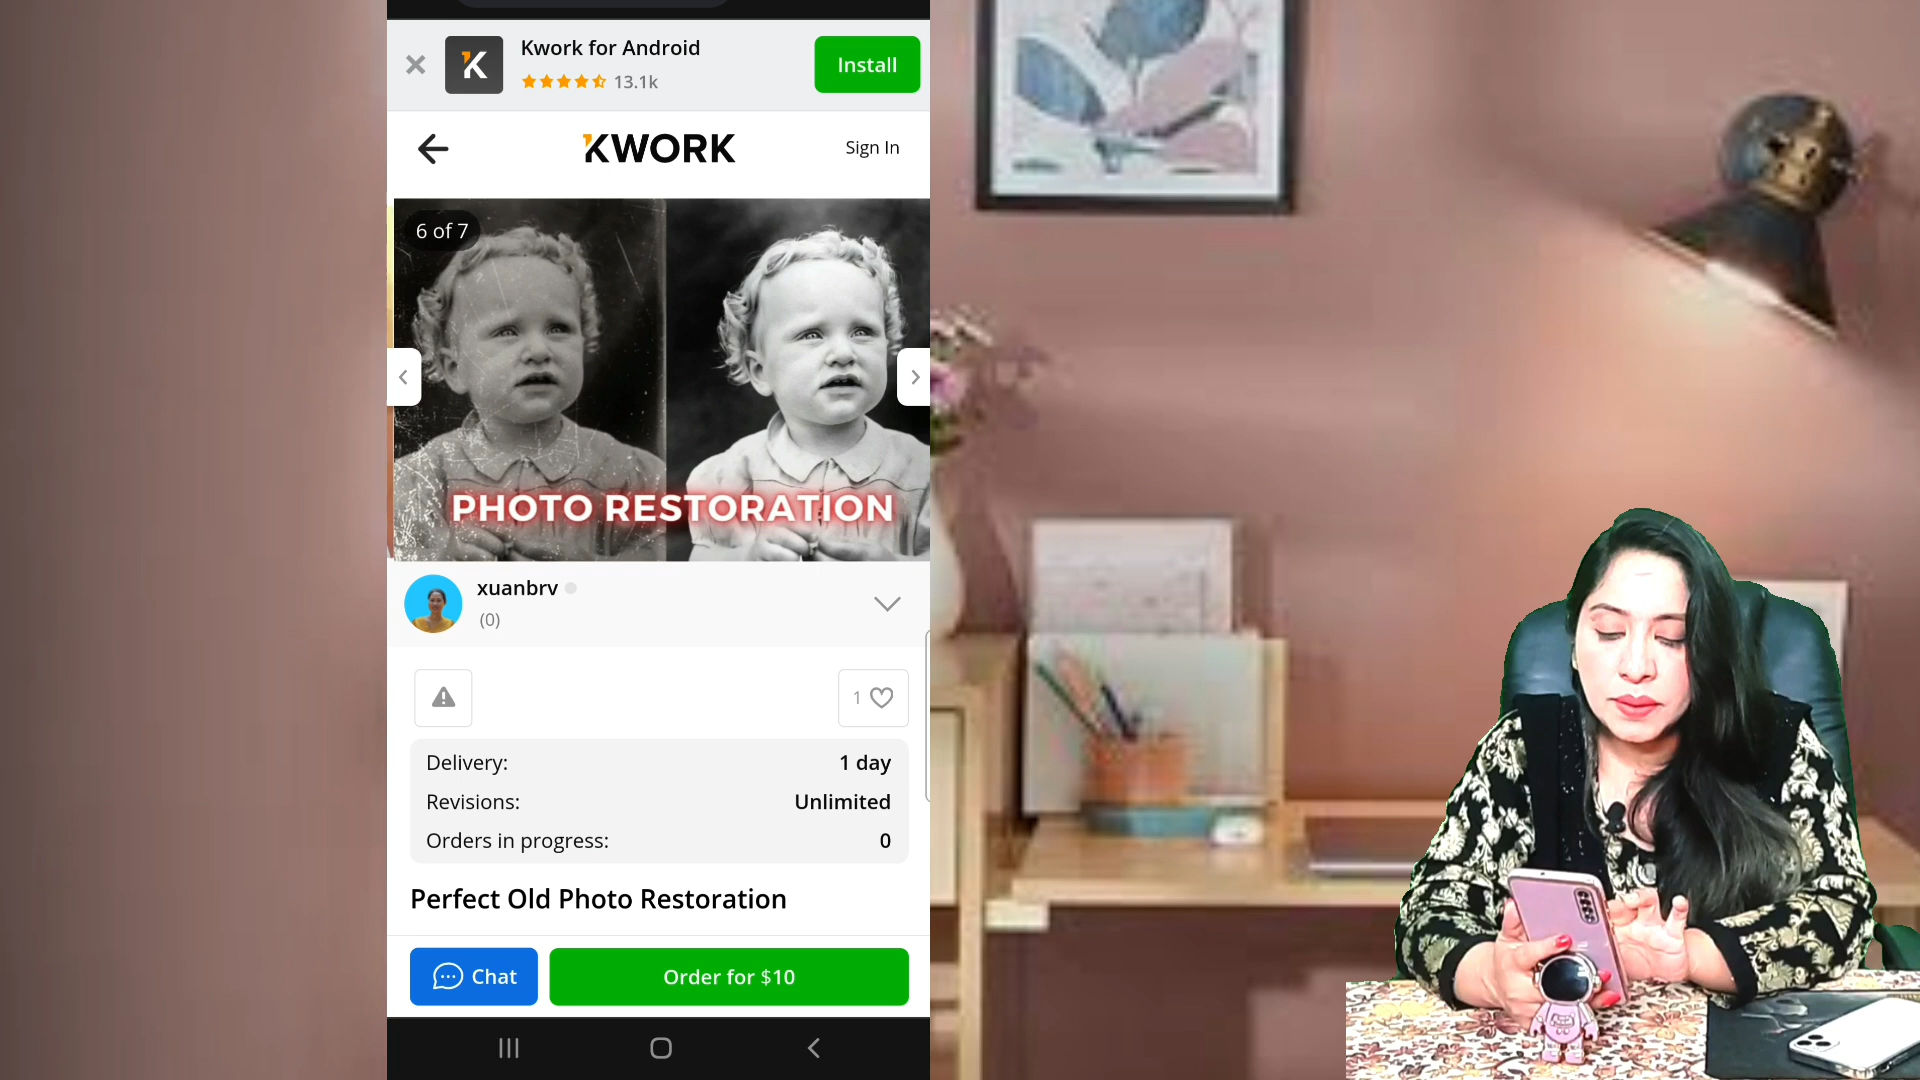 Kwork for Android
13.1k
Install
KWORK
Sign In
6 of 7
PHOTO RESTORATION
xuanbrv
(0)
1
Delivery: 1 day
Revisions: Unlimited
Orders in progress: 0
Perfect Old Photo Restoration
Chat
Order for $10